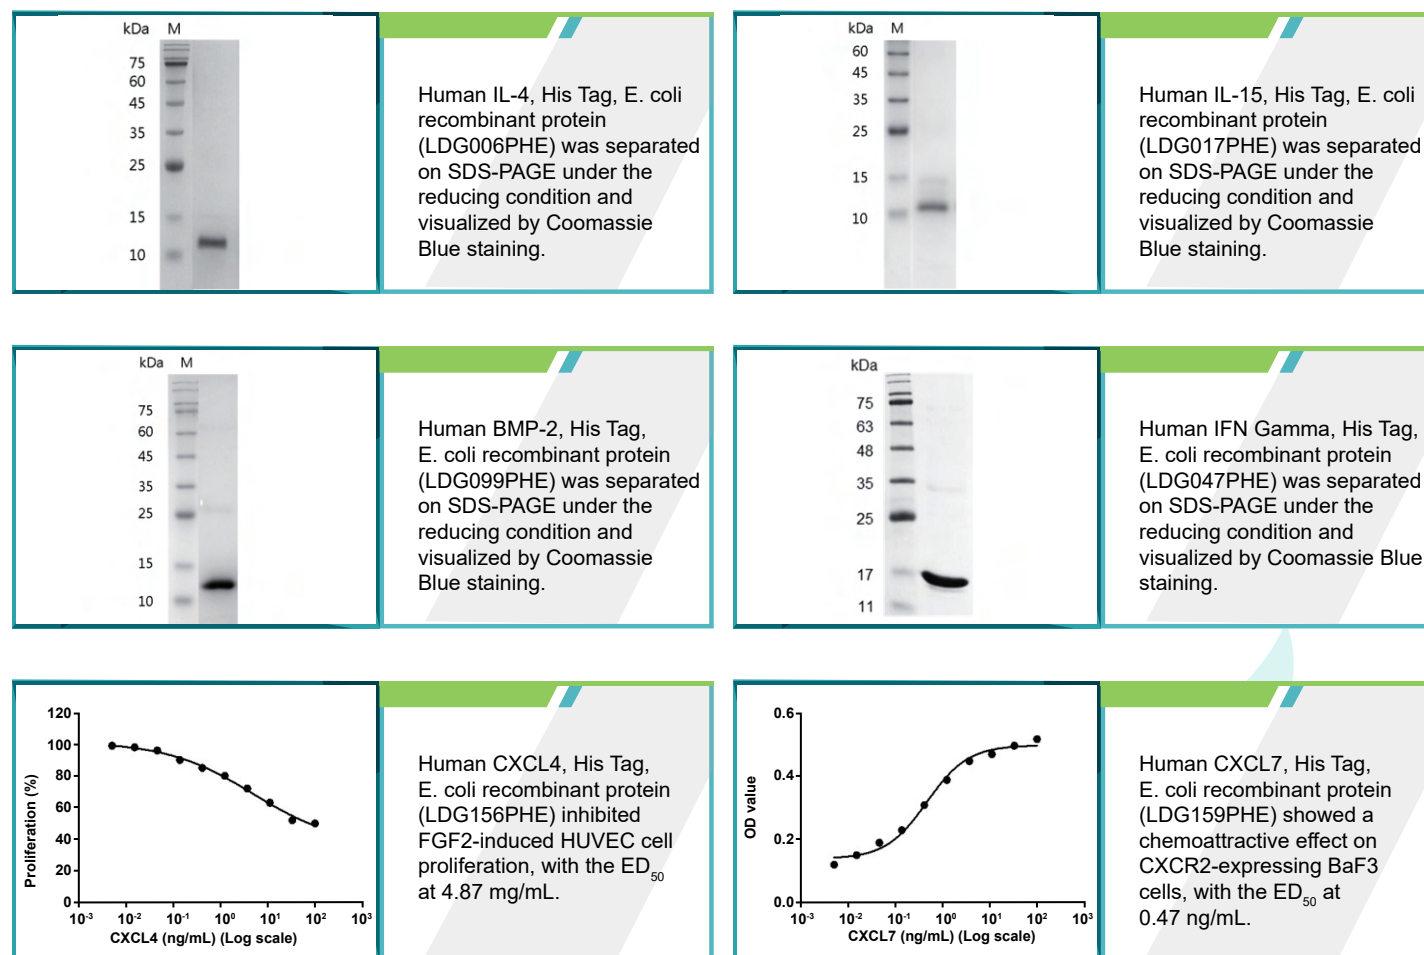 kDa M
75
60
45
35
25
15
10
Human IL-4, His Tag, E. coli
recombinant protein
(LDG006PHE) was separated
on SDS-PAGE under the
reducing condition and
visualized by Coomassie
Blue staining.
kDa M
60
45
35
25
15
10
Human IL-15, His Tag, E. coli
recombinant protein
(LDG017PHE) was separated
on SDS-PAGE under the
reducing condition and
visualized by Coomassie
Blue staining.
kDa M
75
60
45
35
25
15
10
Human BMP-2, His Tag,
E. coli recombinant protein
(LDG099PHE) was separated
on SDS-PAGE under the
reducing condition and
visualized by Coomassie
Blue staining.
kDa
75
63
48
35
25
17
11
Human IFN Gamma, His Tag,
E. coli recombinant protein
(LDG047PHE) was separated
on SDS-PAGE under the
reducing condition and
visualized by Coomassie Blue
staining.
Proliferation (%)
120
100
80
60
40
20
0
10⁻³ 10⁻² 10⁻¹ 10⁰ 10¹ 10² 10³
CXCL4 (ng/mL) (Log scale)
Human CXCL4, His Tag,
E. coli recombinant protein
(LDG156PHE) inhibited
FGF2-induced HUVEC cell
proliferation, with the ED₅₀
at 4.87 mg/mL.
OD value
0.6
0.4
0.2
0.0
10⁻³ 10⁻² 10⁻¹ 10⁰ 10¹ 10² 10³
CXCL7 (ng/mL) (Log scale)
Human CXCL7, His Tag,
E. coli recombinant protein
(LDG159PHE) showed a
chemoattractive effect on
CXCR2-expressing BaF3
cells, with the ED₅₀ at
0.47 ng/mL.